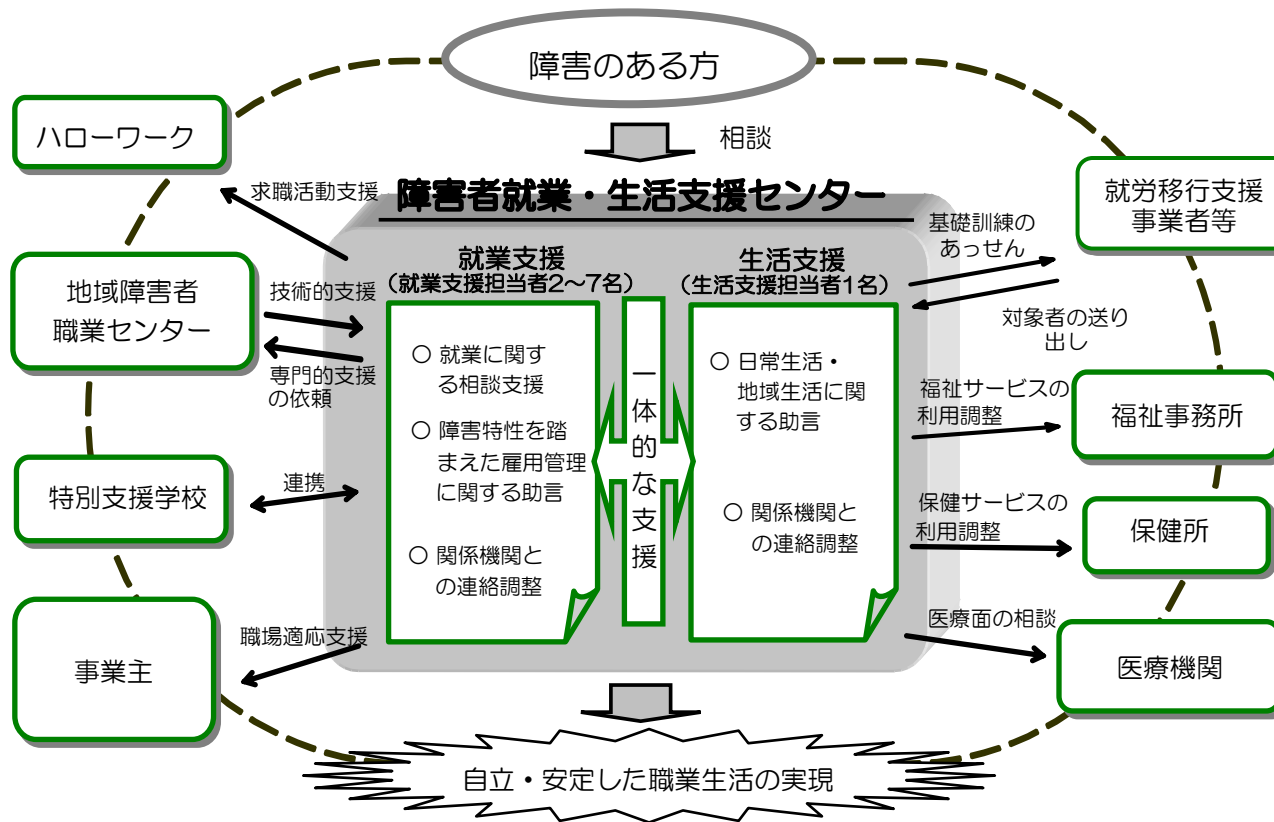 障害のある方
相談
障害者就業・生活支援センター
ハローワーク
求職活動支援
地域障害者
職業センター
技術的支援
専門的支援
の依頼
特別支援学校
連携
事業主
職場適応支援
就業支援
（就業支援担当者2～7名）
○ 就業に関す
る相談支援
○ 障害特性を踏
まえた雇用管理
に関する助言
○ 関係機関と
の連絡調整
一体的な支援
生活支援
（生活支援担当者1名）
○ 日常生活・
地域生活に関
する助言
○ 関係機関と
の連絡調整
基礎訓練の
あっせん
就労移行支援
事業者等
対象者の送り
出し
福祉サービスの
利用調整
福祉事務所
保健サービスの
利用調整
保健所
医療面の相談
医療機関
自立・安定した職業生活の実現